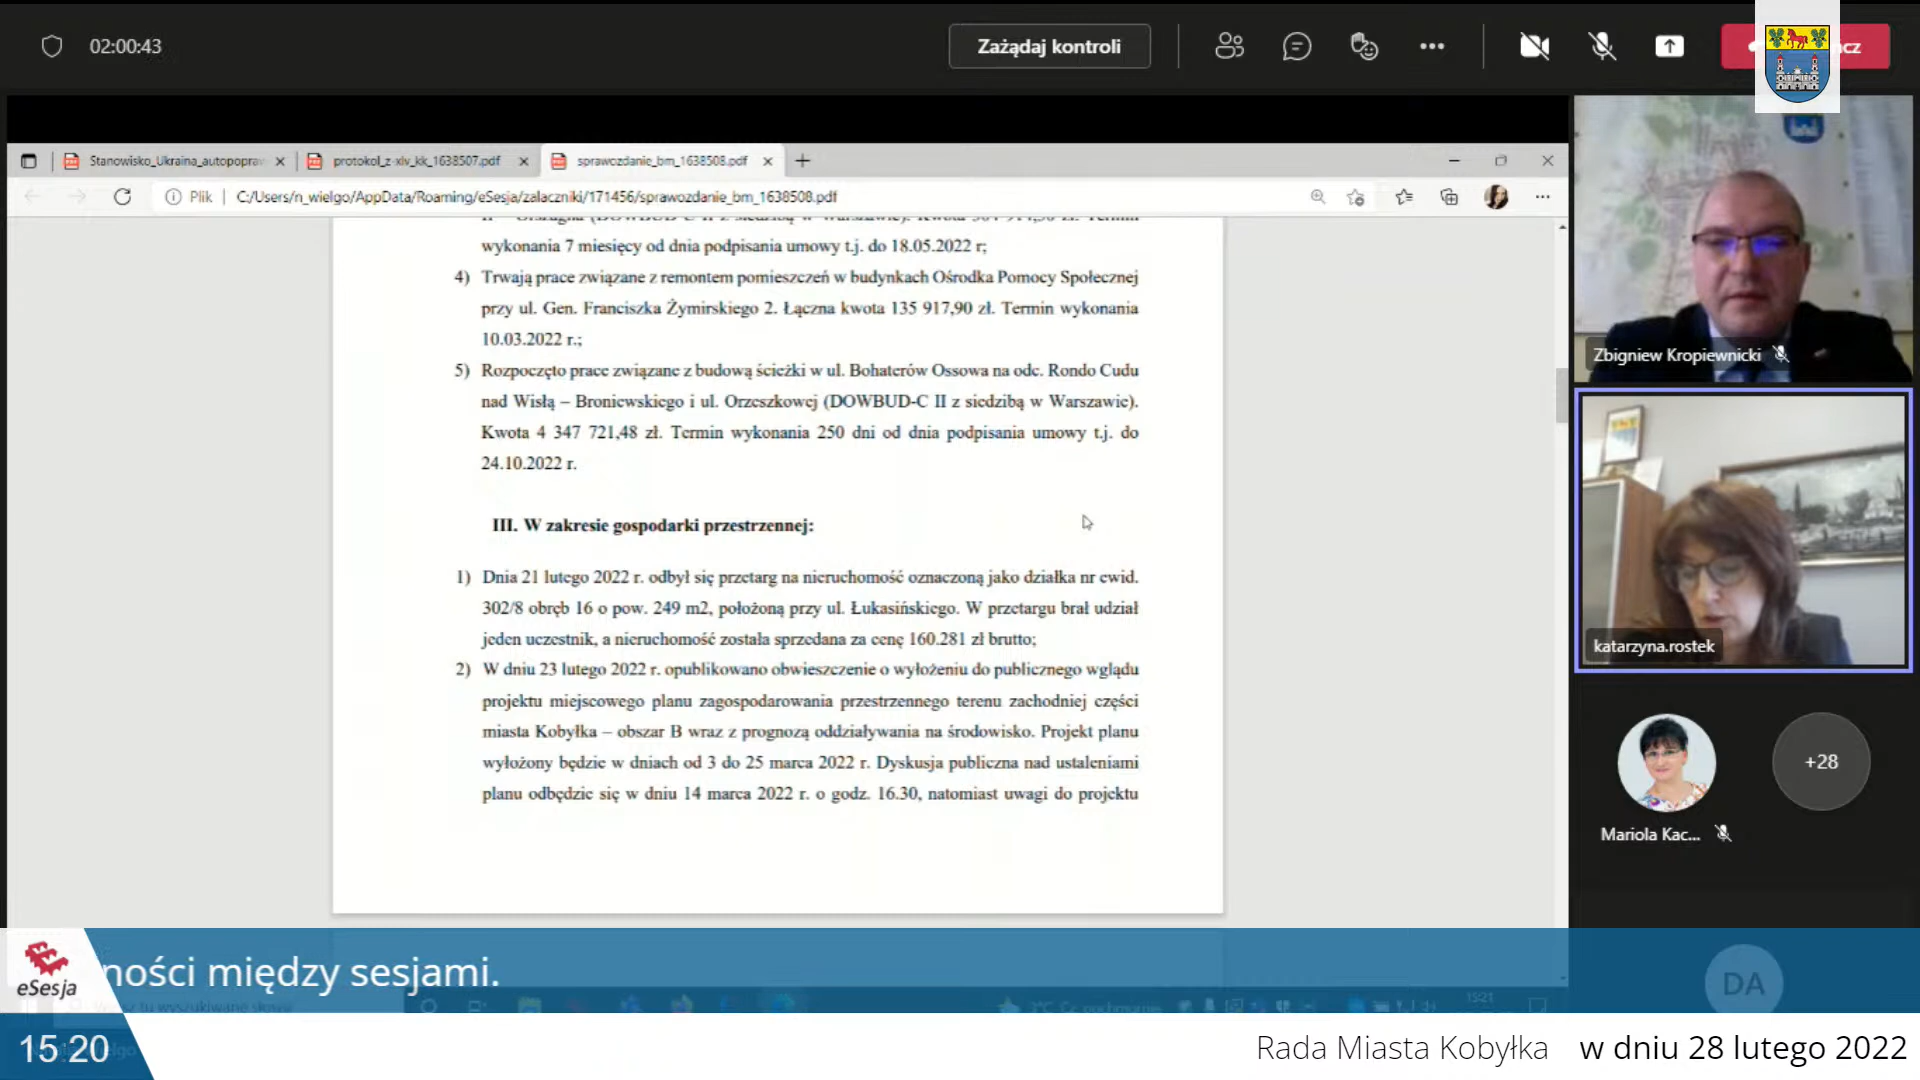 02:00:43
Zażądaj kontroli
Stanowisko_Ukraina_autopopraw
protokol_z-xlv_kk_1638507.pdf
sprawozdanie_bm_1638508.pdf
Plik
C:/Users/n_wielgo/AppData/Roaming/eSesja/zalaczniki/171456/sprawozdanie_bm_1638508.pdf
wykonania 7 miesięcy od dnia podpisania umowy t.j. do 18.05.2022 r;
4) Trwają prace związane z remontem pomieszczeń w budynkach Ośrodka Pomocy Społecznej
przy ul. Gen. Franciszka Żymirskiego 2. Łączna kwota 135 917,90 zł. Termin wykonania
10.03.2022 r.;
5) Rozpoczęto prace związane z budową ścieżki w ul. Bohaterów Ossowa na odc. Rondo Cudu
nad Wisłą – Broniewskiego i ul. Orzeszkowej (DOWBUD-C II z siedzibą w Warszawie).
Kwota 4 347 721,48 zł. Termin wykonania 250 dni od dnia podpisania umowy t.j. do
24.10.2022 r.
III. W zakresie gospodarki przestrzennej:
1) Dnia 21 lutego 2022 r. odbył się przetarg na nieruchomość oznaczoną jako działka nr ewid.
302/8 obręb 16 o pow. 249 m2, położoną przy ul. Łukasińskiego. W przetargu brał udział
jeden uczestnik, a nieruchomość została sprzedana za cenę 160.281 zł brutto;
2) W dniu 23 lutego 2022 r. opublikowano obwieszczenie o wyłożeniu do publicznego wglądu
projektu miejscowego planu zagospodarowania przestrzennego terenu zachodniej części
miasta Kobyłka – obszar B wraz z prognozą oddziaływania na środowisko. Projekt planu
wyłożony będzie w dniach od 3 do 25 marca 2022 r. Dyskusja publiczna nad ustaleniami
planu odbędzie się w dniu 14 marca 2022 r. o godz. 16.30, natomiast uwagi do projektu
Zbigniew Kropiewnicki
katarzyna.rostek
Mariola Kac...
+28
DA
eSesja
ności między sesjami.
15:21
15:20
Rada Miasta Kobyłka w dniu 28 lutego 2022